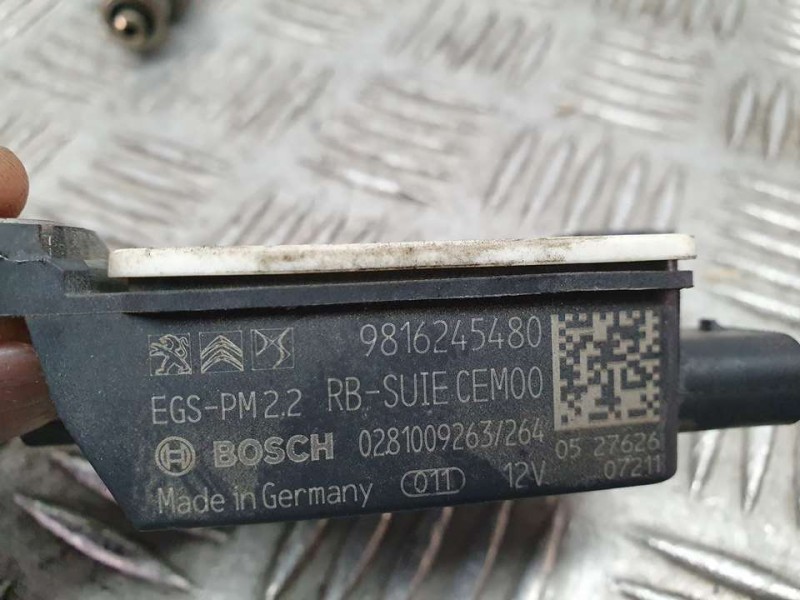 9816245480
EGS-PM 2.2 RB-SUIE CEM00
BOSCH 0281009263/264 05 27626
Made in Germany 011 12V 07211